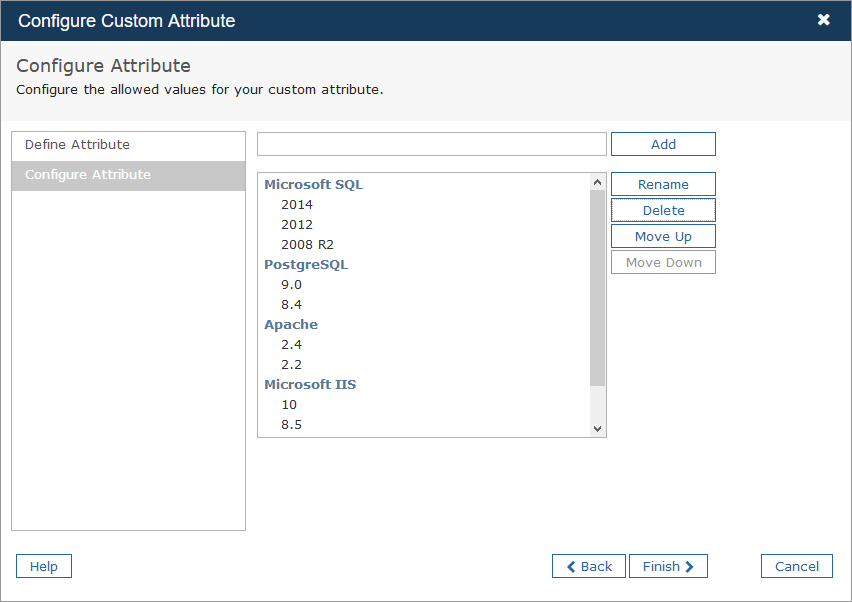 Configure Custom Attribute
Configure Attribute
Configure the allowed values for your custom attribute.
Define Attribute
Configure Attribute
Add
Microsoft SQL
2014
2012
2008 R2
PostgreSQL
9.0
8.4
Apache
2.4
2.2
Microsoft IIS
10
8.5
Rename
Delete
Move Up
Move Down
Help
Back
Finish
Cancel